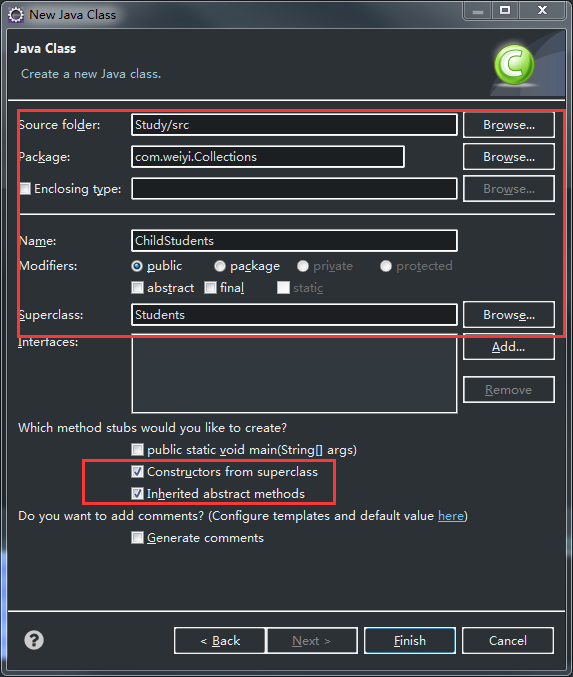 New Java Class
Java Class
Create a new Java class.
Source folder: Study/src Browse...
Package: com.weiyi.Collections Browse...
Enclosing type: Browse...
Name: ChildStudents
Modifiers: public package private protected
abstract final static
Superclass: Students Browse...
Interfaces: Add...
Remove
Which method stubs would you like to create?
public static void main(String[] args)
Constructors from superclass
Inherited abstract methods
Do you want to add comments? (Configure templates and default value here)
Generate comments
? < Back Next > Finish Cancel